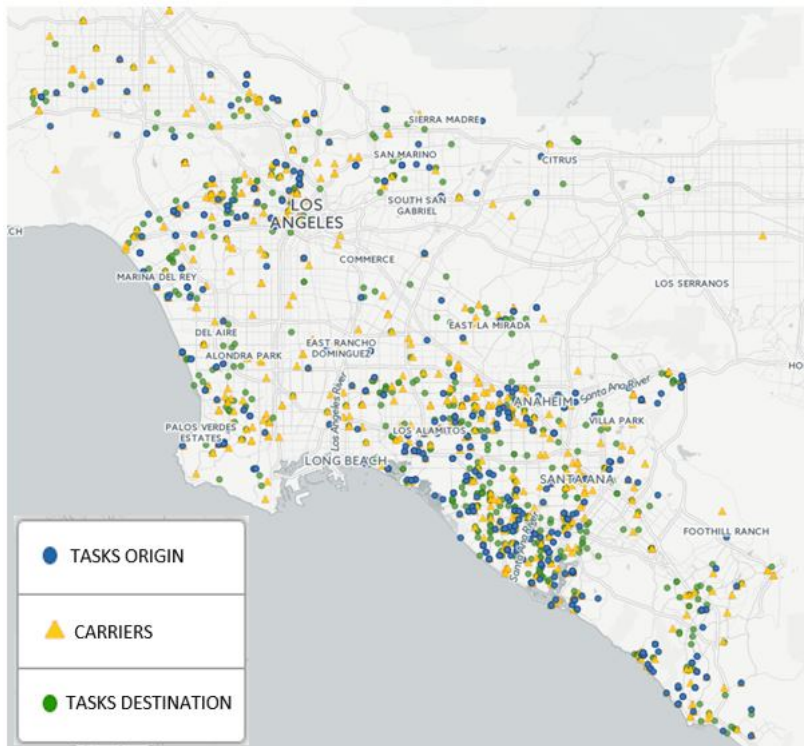 SIERRA MADRE
SAN MARINO
CITRUS
LOS
ANGELES
SOUTH SAN
GABRIEL
CH
COMMERCE
MARINA DEL REY
LOS SERRANOS
DEL AIRE
EAST LA MIRADA
ALONDRA PARK
EAST RANCHO
DOMINGUEZ
HO
Santa Ana River
ANAHEIM
Los Angeles River
VILLA PARK
PALOS VERDES
ESTATES
LOS ALAMITOS
LONG BEACH
SANTA ANA
Santa Ana River
FOOTHILL RANCH
TASKS ORIGIN
CARRIERS
TASKS DESTINATION